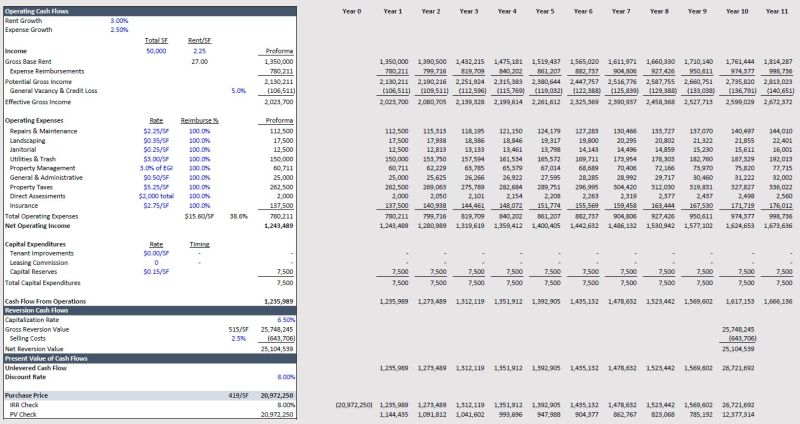 Operating Cash Flows Year 0 Year 1 Year 2 Year 3 Year 4 Year 5 Year 6 Year 7 Year 8 Year 9 Year 10 Year 11
Rent Growth 3.00%
Expense Growth 2.50%
Total SF Rent/SF
Income 50,000 2.25 Proforma
Gross Base Rent 27.00 1,350,000 1,350,000 1,390,500 1,432,215 1,475,181 1,519,437 1,565,020 1,611,971 1,660,330 1,710,140 1,761,444 1,814,287
Expense Reimbursements 780,211 780,211 799,716 819,709 840,202 861,207 882,737 904,806 927,426 950,611 974,377 998,736
Potential Gross Income 2,130,211 2,130,211 2,190,216 2,251,924 2,315,383 2,380,644 2,447,757 2,516,776 2,587,755 2,660,751 2,735,820 2,813,023
General Vacancy & Credit Loss 5.0% (106,511) (106,511) (109,511) (112,596) (115,769) (119,032) (122,388) (125,839) (129,388) (133,038) (136,791) (140,651)
Effective Gross Income 2,023,700 2,023,700 2,080,705 2,139,328 2,199,614 2,261,612 2,325,369 2,390,937 2,458,368 2,527,713 2,599,029 2,672,372
Operating Expenses Rate Reimburse % Proforma
Repairs & Maintenance $2.25/SF 100.0% 112,500 112,500 115,313 118,195 121,150 124,179 127,283 130,466 133,727 137,070 140,497 144,010
Landscaping $0.35/SF 100.0% 17,500 17,500 17,938 18,386 18,846 19,317 19,800 20,295 20,802 21,322 21,855 22,401
Janitorial $0.25/SF 100.0% 12,500 12,500 12,813 13,133 13,461 13,798 14,143 14,496 14,859 15,230 15,611 16,001
Utilities & Trash $3.00/SF 100.0% 150,000 150,000 153,750 157,594 161,534 165,572 169,711 173,954 178,303 182,760 187,329 192,013
Property Management 3.0% of EGI 100.0% 60,711 60,711 62,229 63,785 65,379 67,014 68,689 70,406 72,166 73,970 75,820 77,715
General & Administrative $0.50/SF 100.0% 25,000 25,000 25,625 26,266 26,922 27,595 28,285 28,992 29,717 30,460 31,222 32,002
Property Taxes $5.25/SF 100.0% 262,500 262,500 269,063 275,789 282,684 289,751 296,995 304,420 312,030 319,831 327,827 336,022
Direct Assessments $2,000 total 100.0% 2,000 2,000 2,050 2,101 2,154 2,208 2,263 2,319 2,377 2,437 2,498 2,560
Insurance $2.75/SF 100.0% 137,500 137,500 140,938 144,461 148,072 151,774 155,569 159,458 163,444 167,530 171,719 176,012
Total Operating Expenses $15.60/SF 38.6% 780,211 780,211 799,716 819,709 840,202 861,207 882,737 904,806 927,426 950,611 974,377 998,736
Net Operating Income 1,243,489 1,243,489 1,280,989 1,319,619 1,359,412 1,400,405 1,442,632 1,486,132 1,530,942 1,577,102 1,624,653 1,673,636
Capital Expenditures Rate Timing
Tenant Improvements $0.00/SF - - - - - - - - - - - - -
Leasing Commission 0 - - - - - - - - - - - - -
Capital Reserves $0.15/SF 7,500 7,500 7,500 7,500 7,500 7,500 7,500 7,500 7,500 7,500 7,500 7,500
Total Capital Expenditures 7,500 7,500 7,500 7,500 7,500 7,500 7,500 7,500 7,500 7,500 7,500 7,500
Cash Flow From Operations 1,235,989 1,235,989 1,273,489 1,312,119 1,351,912 1,392,905 1,435,132 1,478,632 1,523,442 1,569,602 1,617,153 1,666,136
Reversion Cash Flows
Capitalization Rate 6.50%
Gross Reversion Value 515/SF 25,748,245 25,748,245
Selling Costs 2.5% (643,706) (643,706)
Net Reversion Value 25,104,539 25,104,539
Present Value of Cash Flows
Unlevered Cash Flow 1,235,989 1,273,489 1,312,119 1,351,912 1,392,905 1,435,132 1,478,632 1,523,442 1,569,602 26,721,692
Discount Rate 8.00%
Purchase Price 419/SF 20,972,250
IRR Check 8.00% (20,972,250) 1,235,989 1,273,489 1,312,119 1,351,912 1,392,905 1,435,132 1,478,632 1,523,442 1,569,602 26,721,692
PV Check 20,972,250 1,144,435 1,091,812 1,041,602 993,696 947,988 904,377 862,767 823,068 785,192 12,377,314